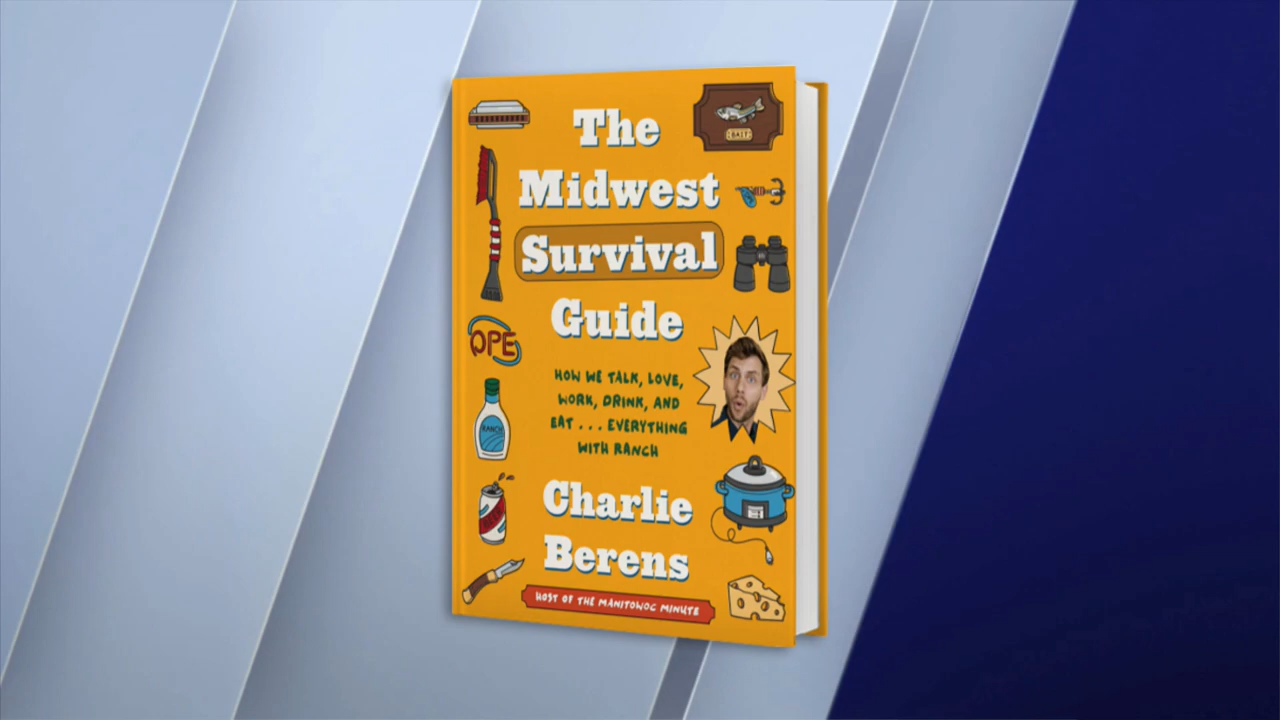 The
Midwest
Survival
Guide
HOW WE TALK, LOVE,
WORK, DRINK, AND
EAT . . . EVERYTHING
WITH RANCH
Charlie
Berens
HOST OF THE MANITOWOC MINUTE
OPE
RANCH
BEER